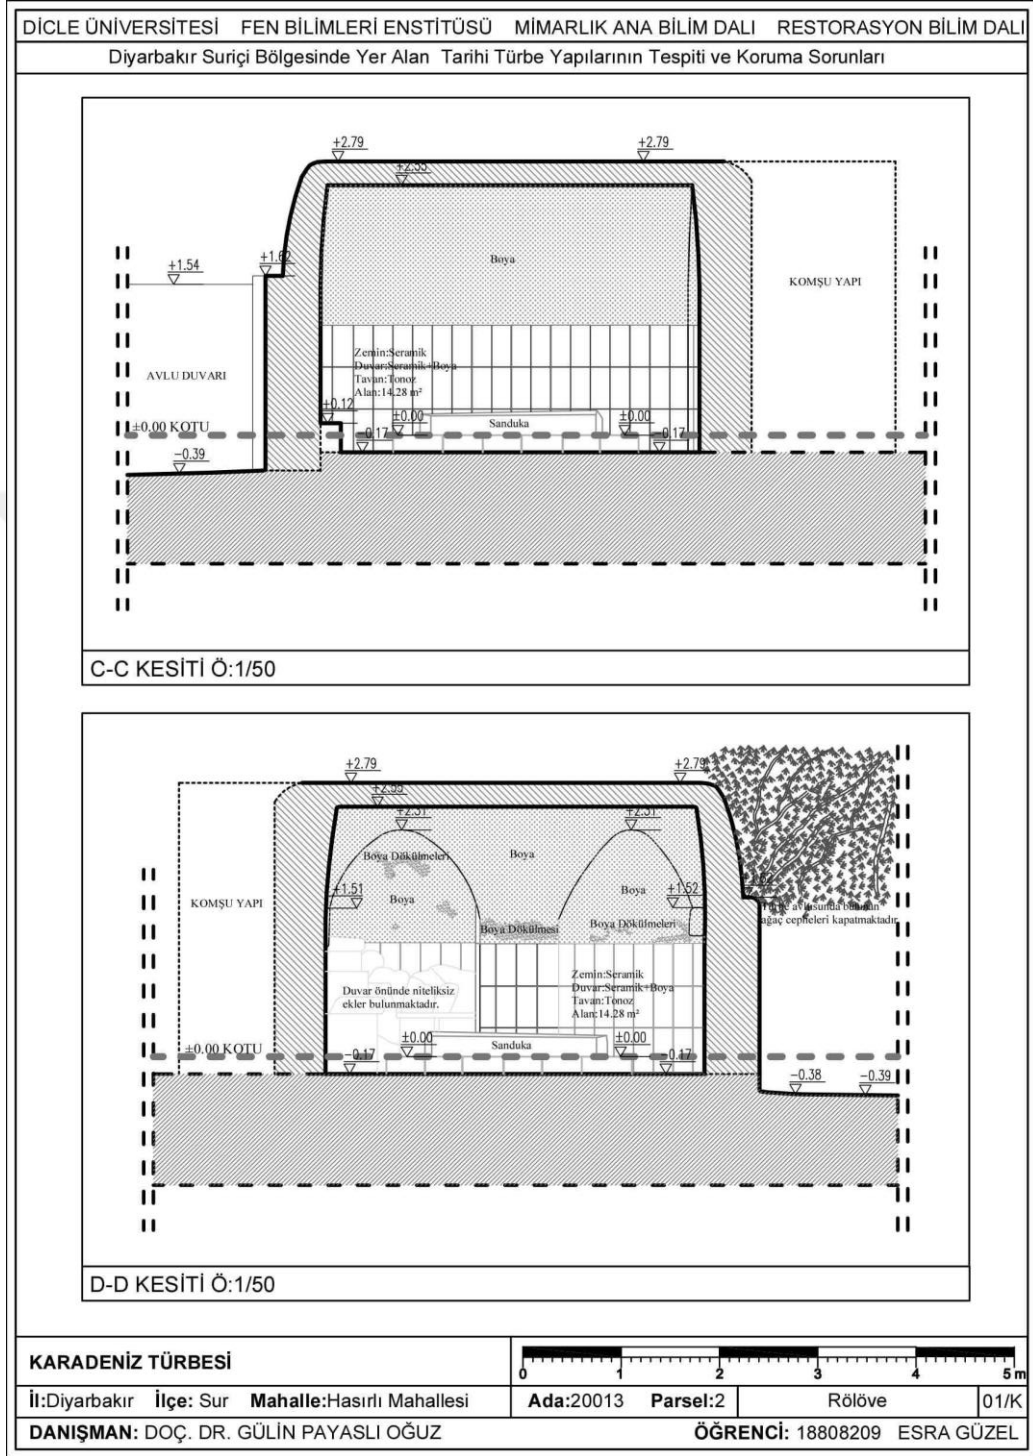 DİCLE ÜNİVERSİTESİ FEN BİLİMLERİ ENSTİTÜSÜ MİMARLIK ANA BİLİM DALI RESTORASYON BİLİM DALI
Diyarbakır Suriçi Bölgesinde Yer Alan Tarihi Türbe Yapılarının Tespiti ve Koruma Sorunları
+2.79 +2.79
+2.55
+1.54 +1.62
Boya
KOMŞU YAPI
Zemin:Seramik
Duvar:Seramik+Boya
Tavan:Tonoz
Alan:14.28 m²
AVLU DUVARI
+0.12
±0.00 Sanduka ±0.00
±0.00 KOTU
-0.17 -0.17
-0.39
C-C KESİTİ Ö:1/50
+2.79 +2.79
+2.55
+2.31 +2.31
Boya Dökülmeleri Boya
+1.51 Boya Boya +1.52
KOMŞU YAPI
avlusunda
ağaç cepheleri kapatmaktadır.
Boya Dökülmesi Boya Dökülmeleri
Zemin:Seramik
Duvar:Seramik+Boya
Tavan:Tonoz
Alan:14.28 m²
Duvar önünde niteliksiz
ekler bulunmaktadır.
±0.00 Sanduka ±0.00
±0.00 KOTU
-0.17 -0.17
-0.38 -0.39
D-D KESİTİ Ö:1/50
KARADENİZ TÜRBESİ
0 1 2 3 4 5 m
İl:Diyarbakır İlçe: Sur Mahalle:Hasırlı Mahallesi Ada:20013 Parsel:2 Rölöve 01/K
DANIŞMAN: DOÇ. DR. GÜLİN PAYASLI OĞUZ ÖĞRENCİ: 18808209 ESRA GÜZEL